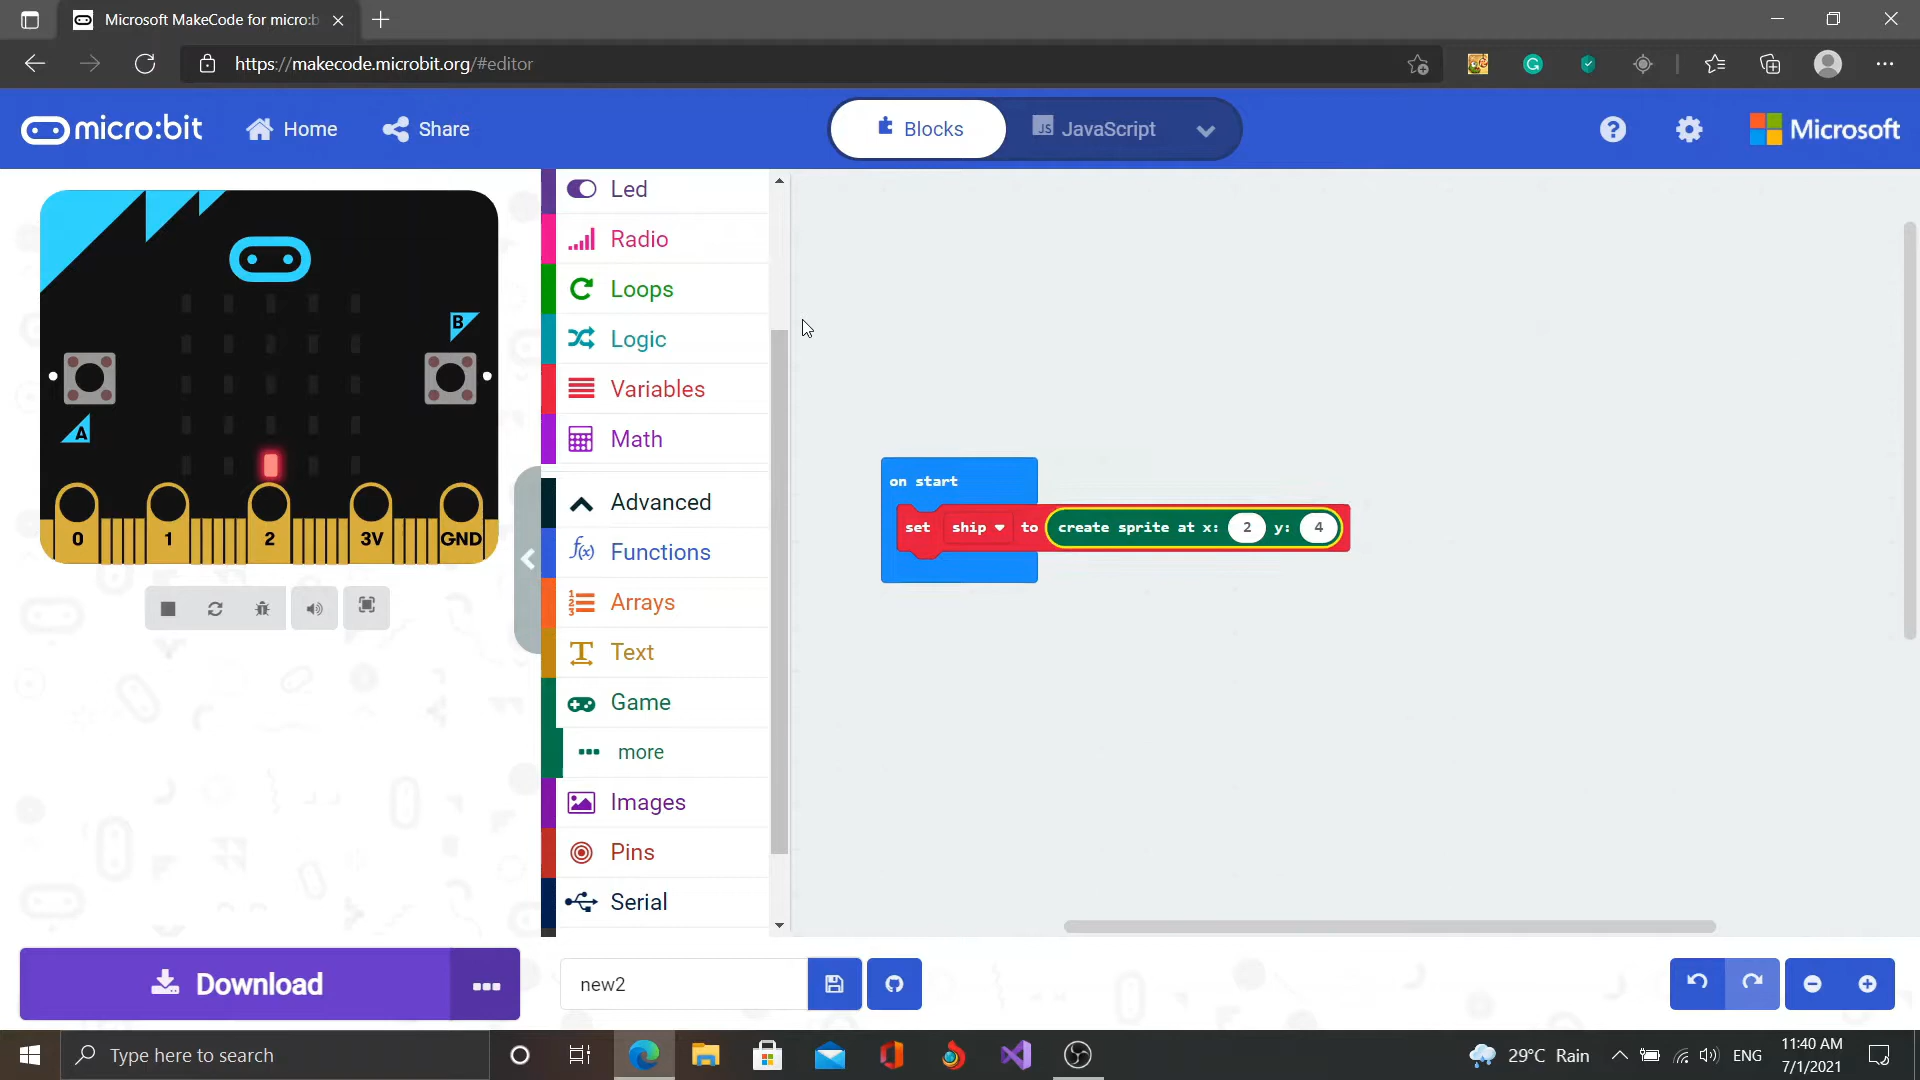 Microsoft MakeCode for micro:b
https://makecode.microbit.org/#editor
micro:bit
Home
Share
Blocks
JS
JavaScript
?
Microsoft
Led
Radio
Loops
Logic
Variables
Math
Advanced
f(x) Functions
Arrays
Text
Game
more
Images
Pins
Serial
B
A
0 1 2 3V GND
on start
set ship to create sprite at x: 2 y: 4
Download
new2
Type here to search
29°C Rain
ENG
11:40 AM
7/1/2021